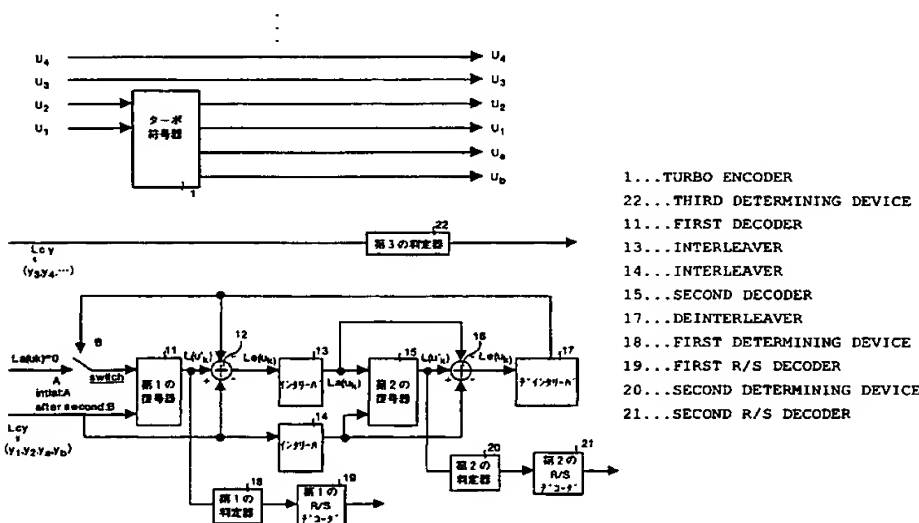 U4 U4
U3 U3
U2 U2
U1 U1
ターボ
符号器
1
Ua
Ub
1...TURBO ENCODER
22...THIRD DETERMINING DEVICE
11...FIRST DECODER
13...INTERLEAVER
14...INTERLEAVER
15...SECOND DECODER
17...DEINTERLEAVER
18...FIRST DETERMINING DEVICE
19...FIRST R/S DECODER
20...SECOND DETERMINING DEVICE
21...SECOND R/S DECODER
22
第3の判定器
Lcy
(y3,y4,...)
La(uk)=0
A
B
switch
intial:A
after second:B
Lcy
(y1,y2,ya,yb)
11
第1の
復号器
L(u*k)
12
+
-
-
Le(uk)
13
インタリーバ
La(uk)
14
インタリーバ
15
第2の
復号器
L(u*k)
16
+
-
-
Le(uk)
17
デインタリーバ
18
第1の
判定器
19
第1の
R/S
デコーダ
20
第2の
判定器
21
第2の
R/S
デコーダ